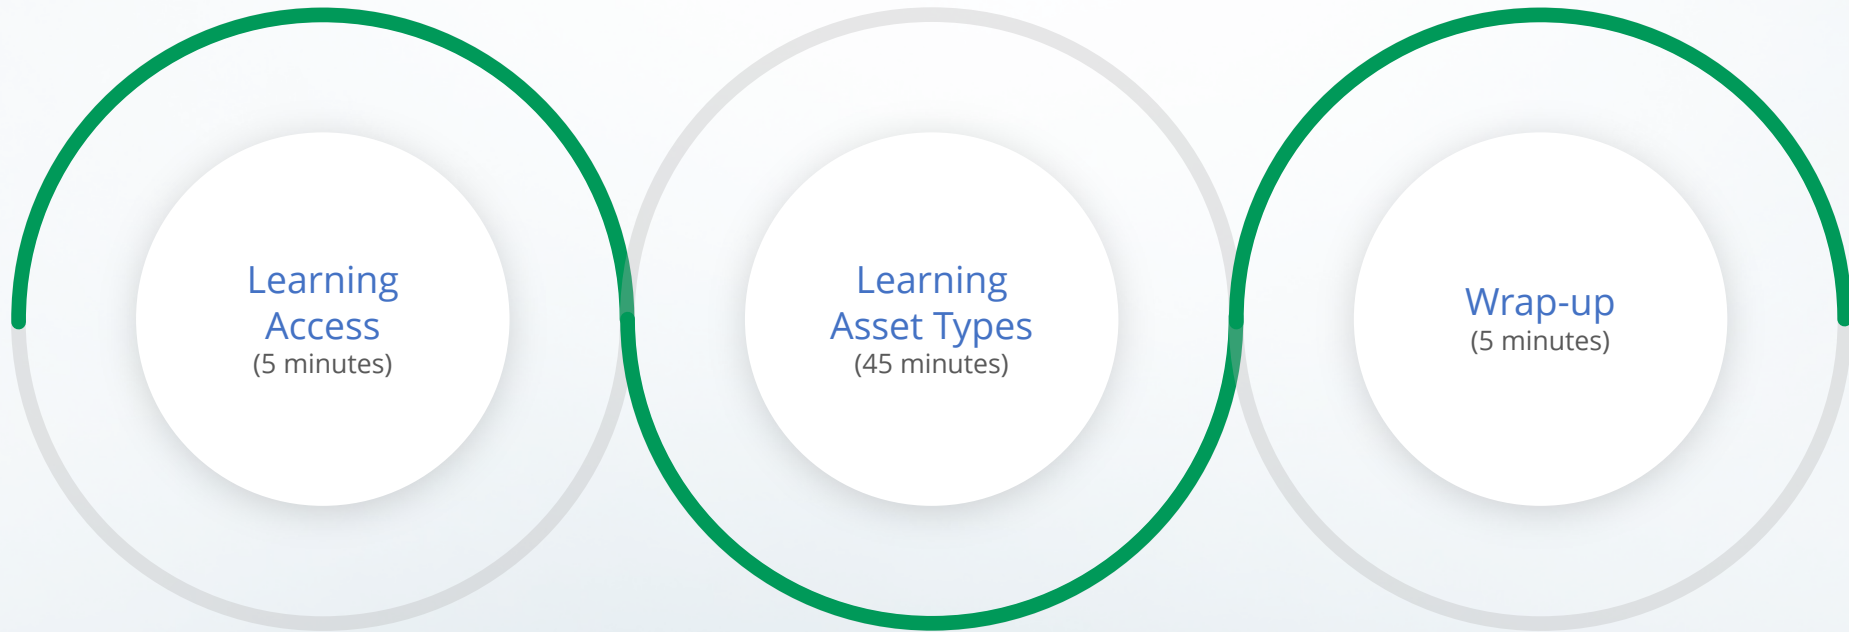 Learning
Access
(5 minutes)
Learning
Asset Types
(45 minutes)
Wrap-up
(5 minutes)